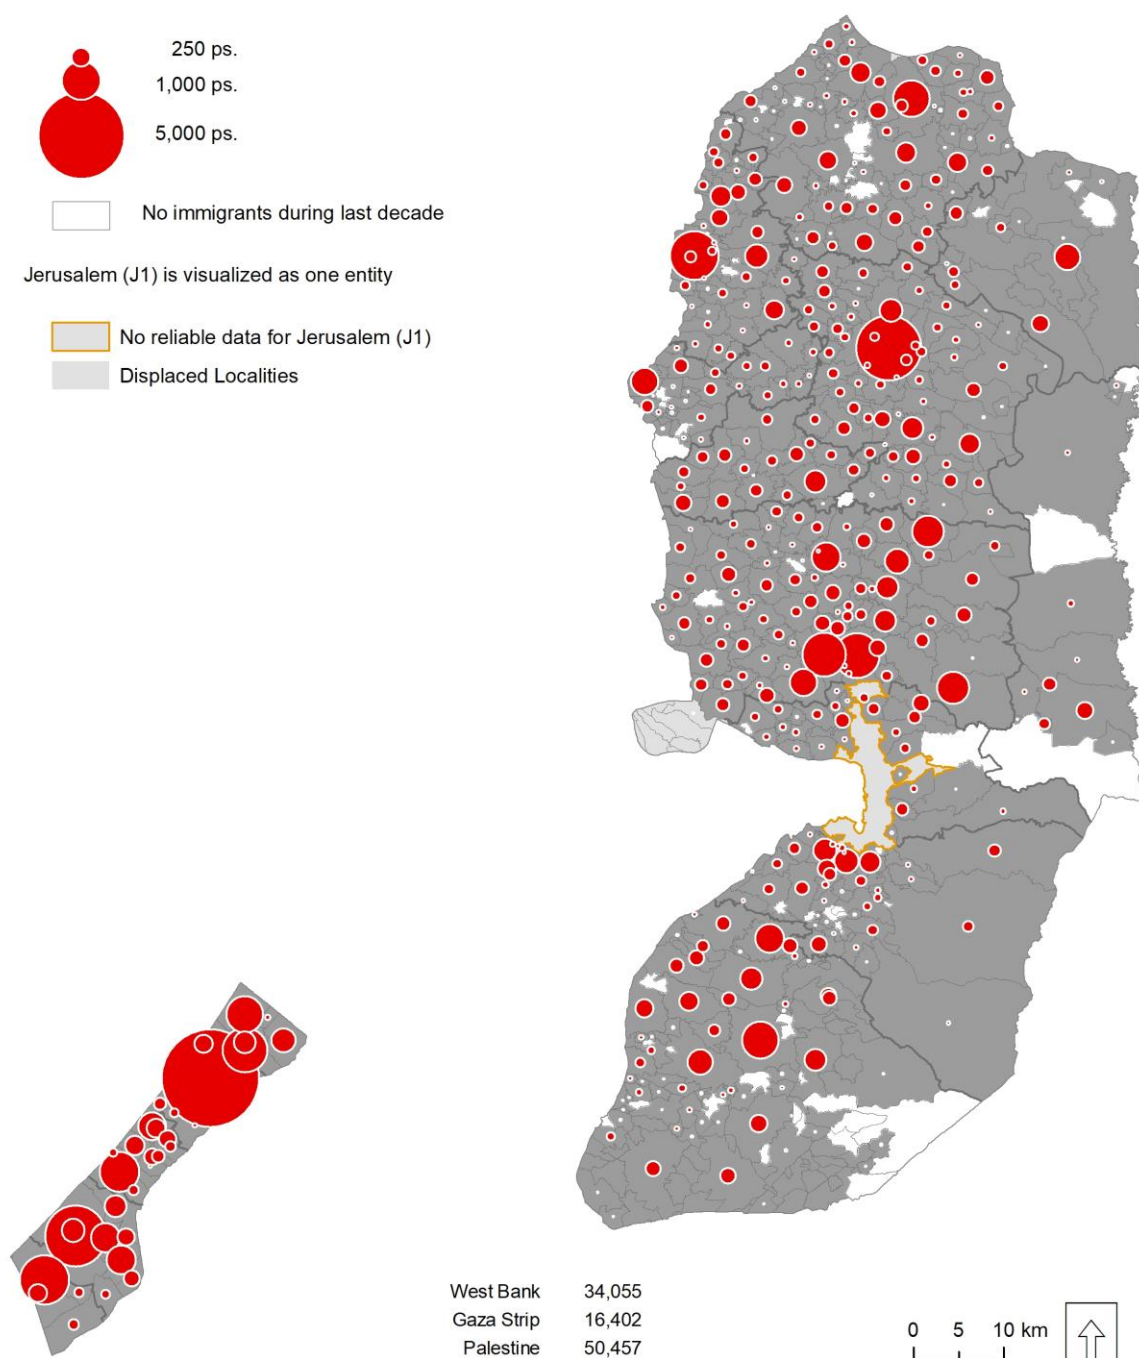 250 ps.
1,000 ps.
5,000 ps.
No immigrants during last decade
Jerusalem (J1) is visualized as one entity
No reliable data for Jerusalem (J1)
Displaced Localities
West Bank 34,055
Gaza Strip 16,402
Palestine 50,457
0 5 10 km